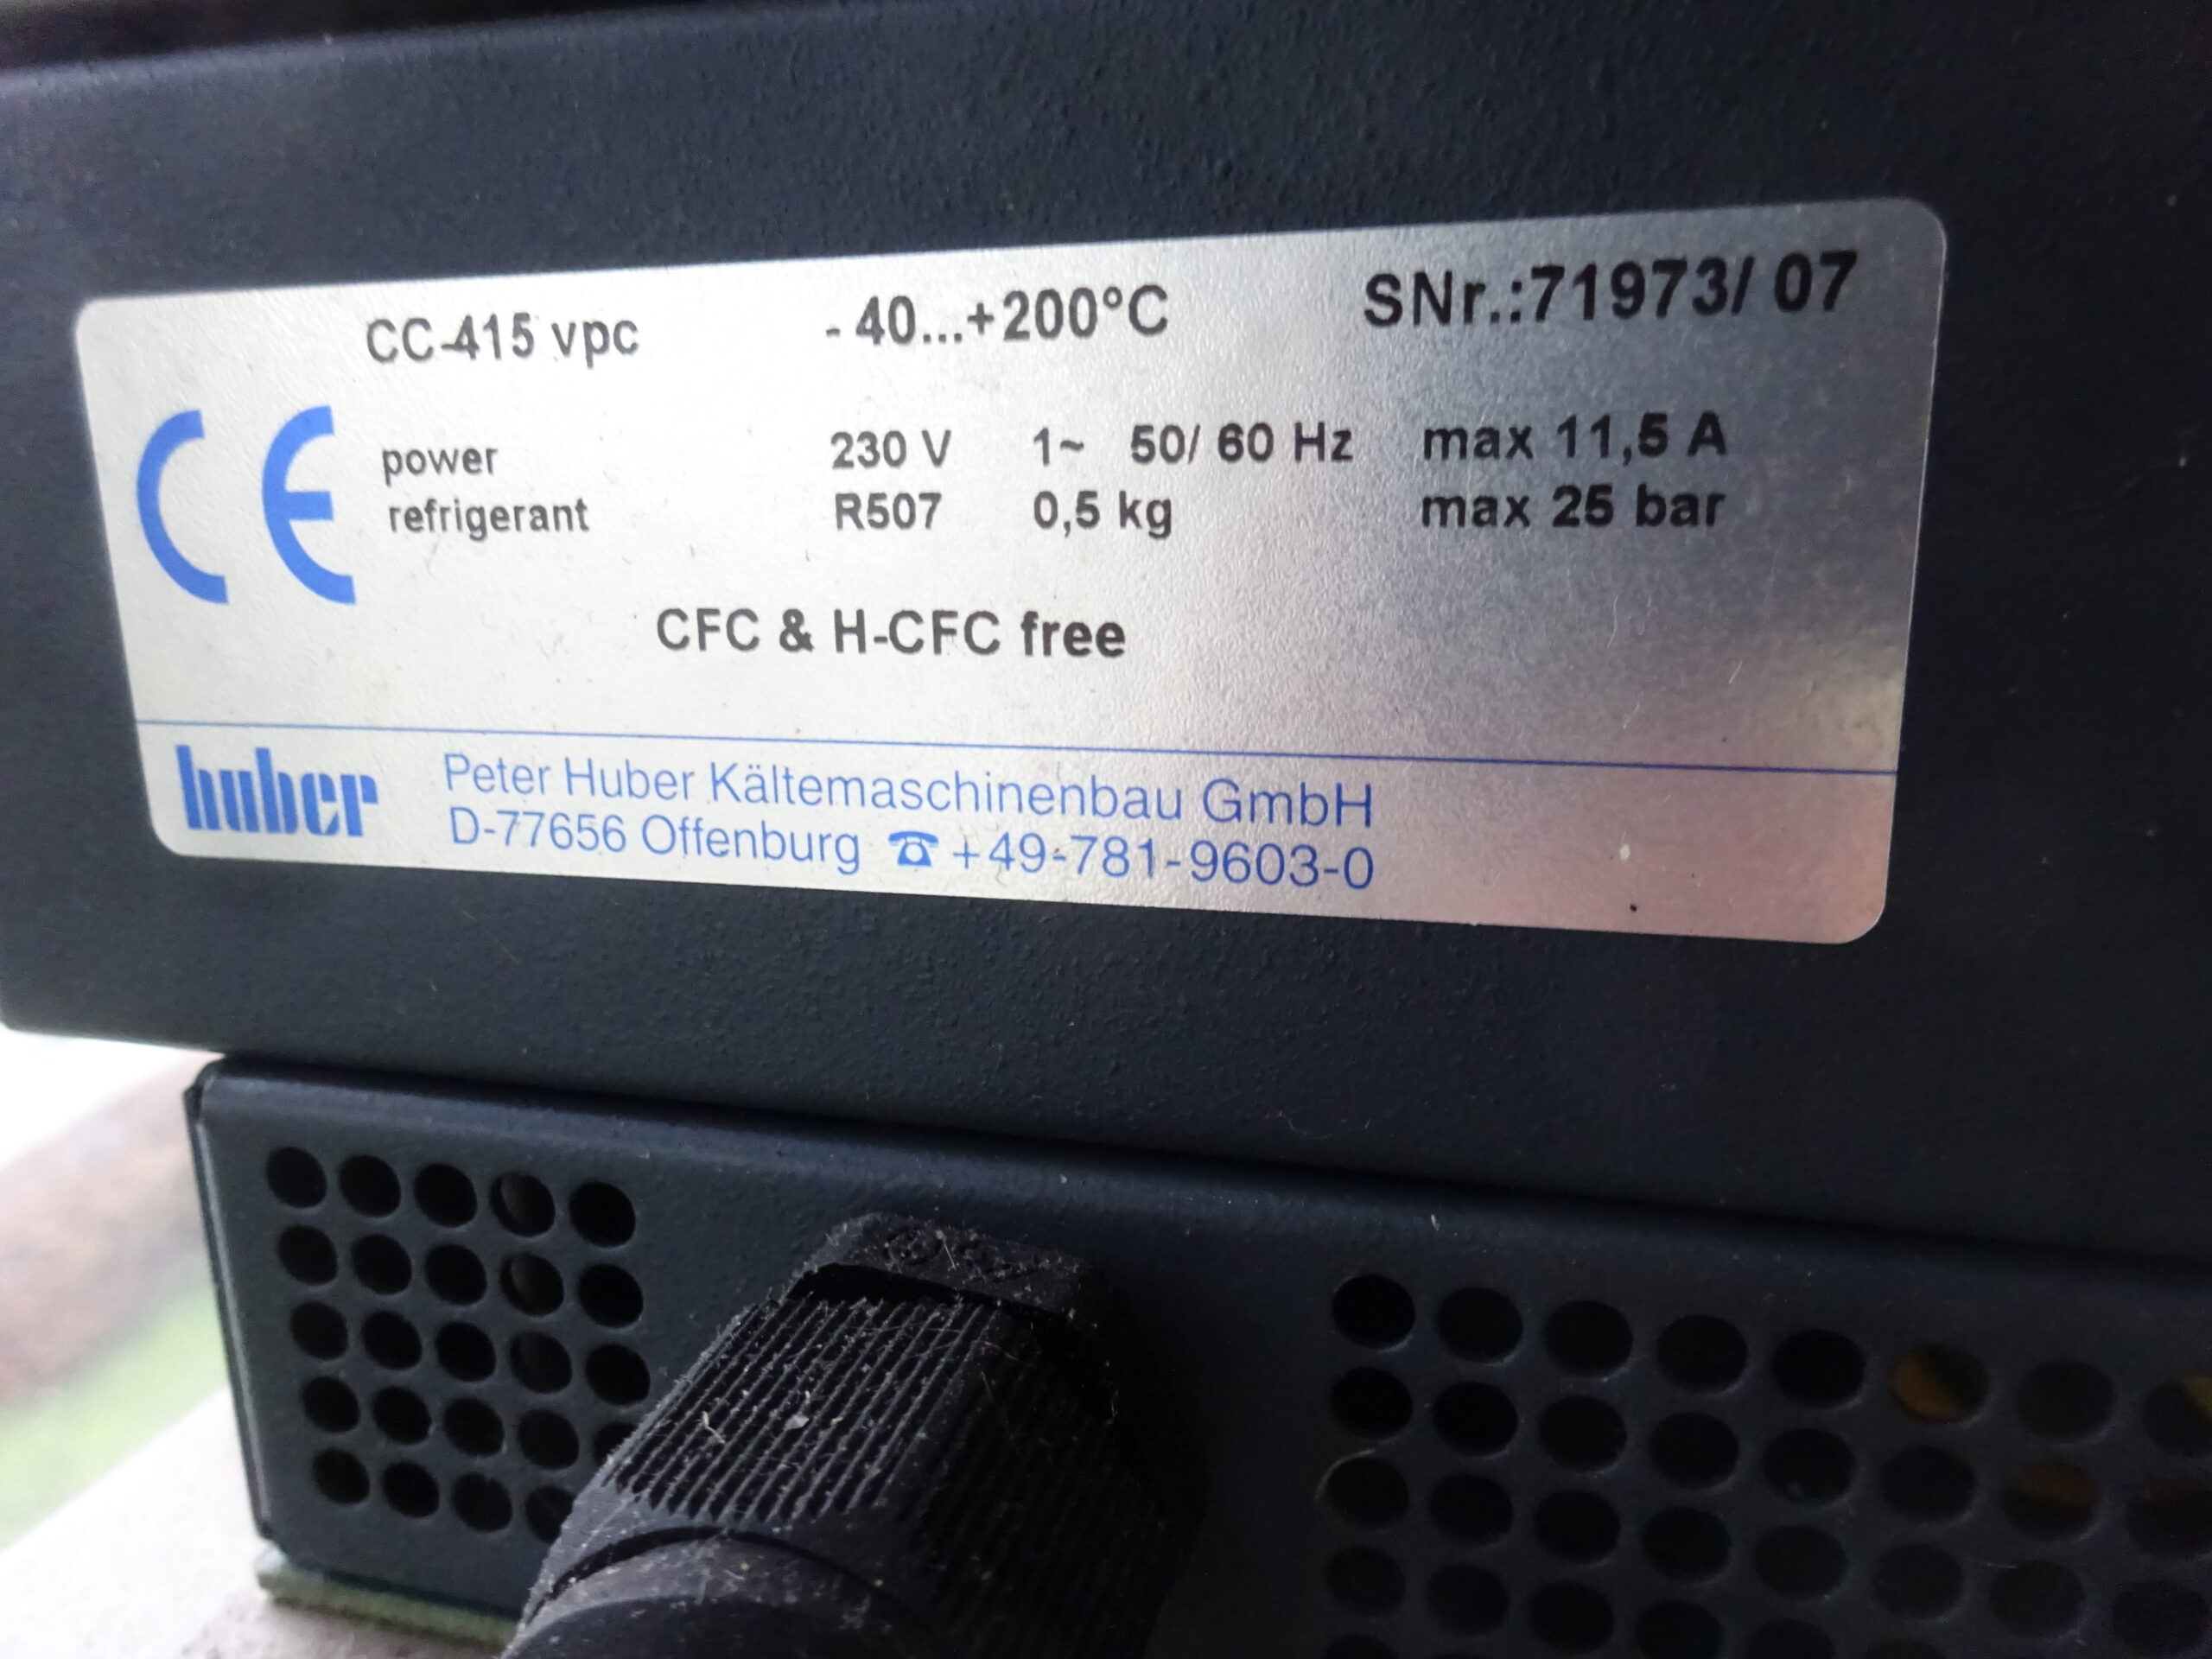 CC-415 vpc - 40...+200°C SNr.:71973/ 07
CE
power 230 V 1~ 50/ 60 Hz max 11,5 A
refrigerant R507 0,5 kg max 25 bar
CFC & H-CFC free
huber
Peter Huber Kältemaschinenbau GmbH
D-77656 Offenburg ☎ +49-781-9603-0